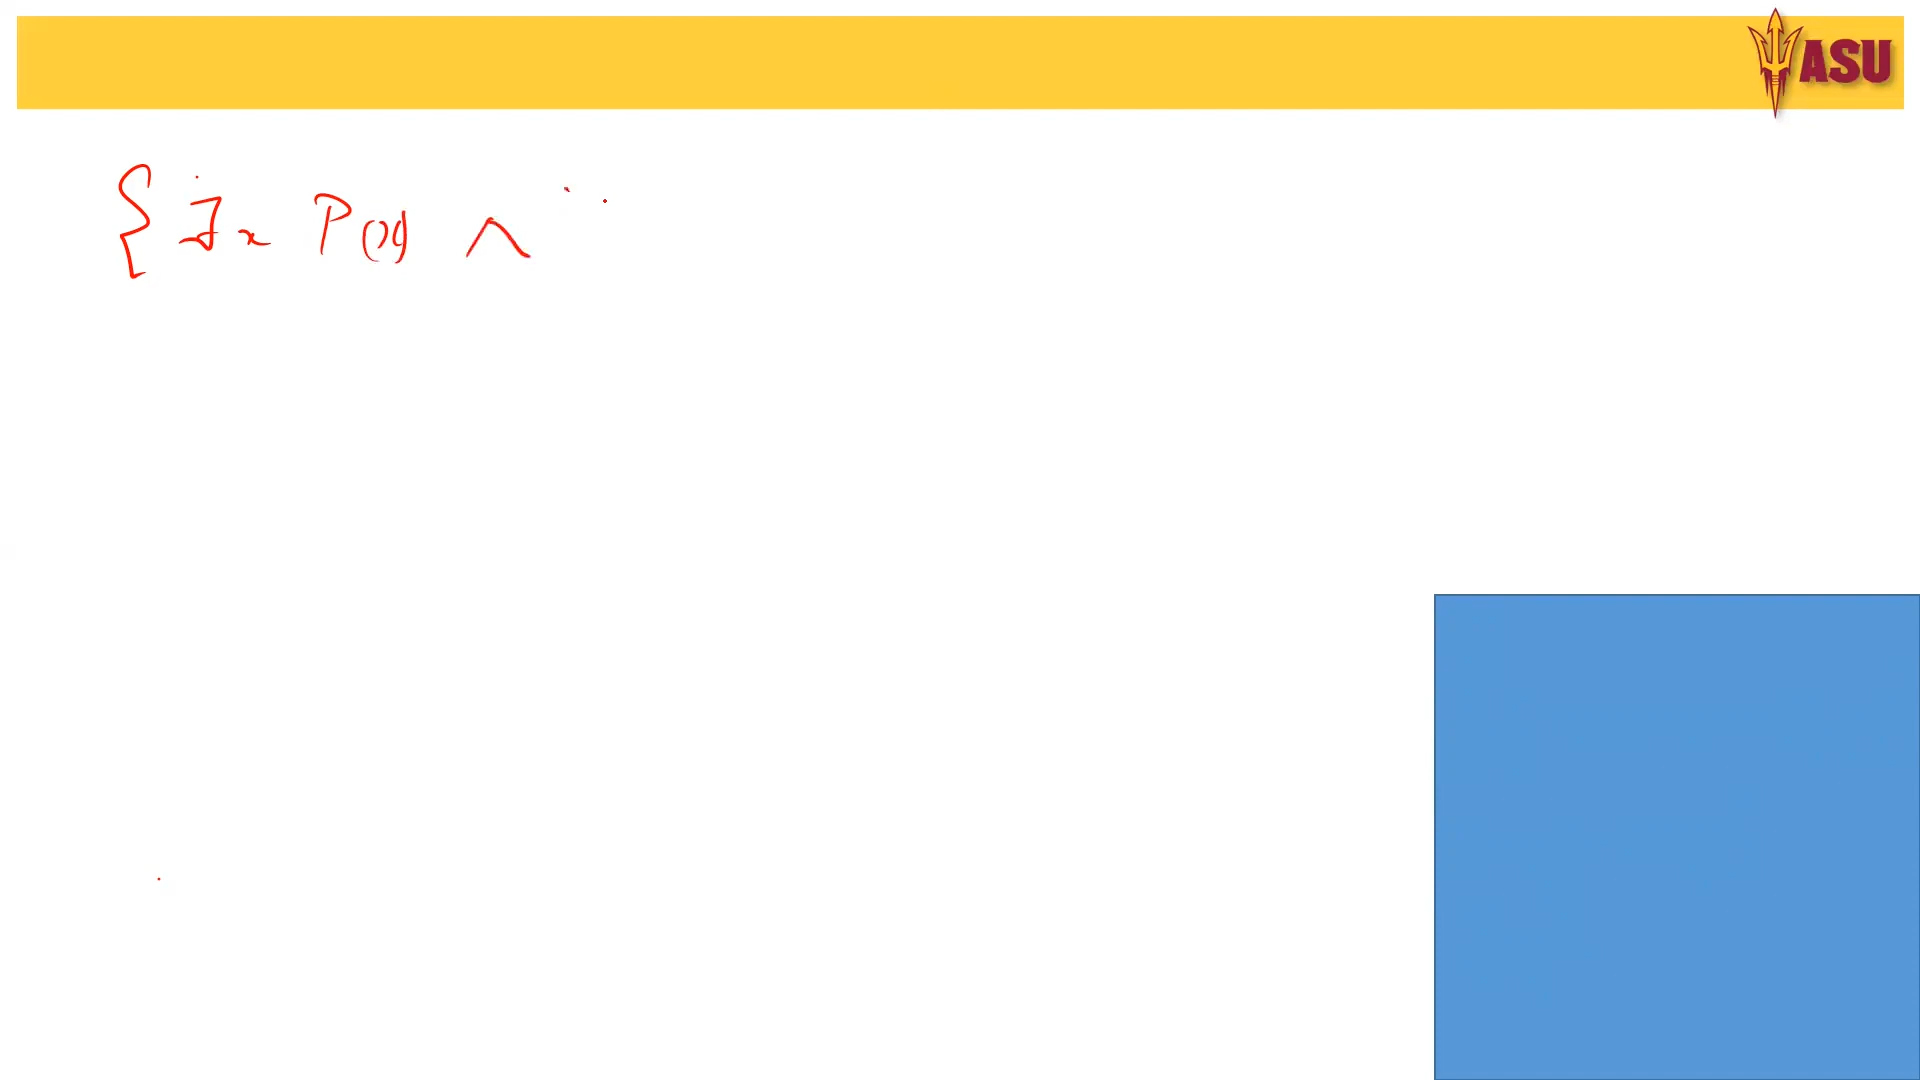 ASU
{ ∃x P(x) ∧